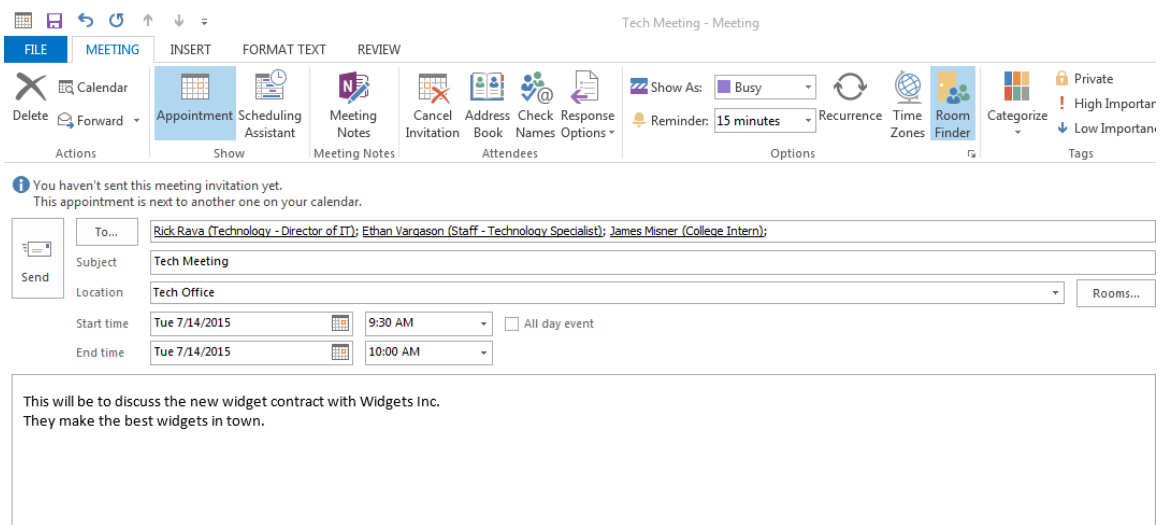 Tech Meeting - Meeting
FILE MEETING INSERT FORMAT TEXT REVIEW
Delete
Calendar
Forward
Actions
Appointment
Scheduling
Assistant
Show
Meeting
Notes
Meeting Notes
Cancel
Invitation
Address
Book
Check
Names
Response
Options
Attendees
Show As: Busy
Reminder: 15 minutes
Recurrence
Time
Zones
Room
Finder
Options
Categorize
Private
High Importan
Low Importan
Tags
You haven't sent this meeting invitation yet.
This appointment is next to another one on your calendar.
Send
To... Rick Rava (Technology - Director of IT); Ethan Vargason (Staff - Technology Specialist); James Misner (College Intern);
Subject Tech Meeting
Location Tech Office Rooms...
Start time Tue 7/14/2015 9:30 AM All day event
End time Tue 7/14/2015 10:00 AM
This will be to discuss the new widget contract with Widgets Inc.
They make the best widgets in town.